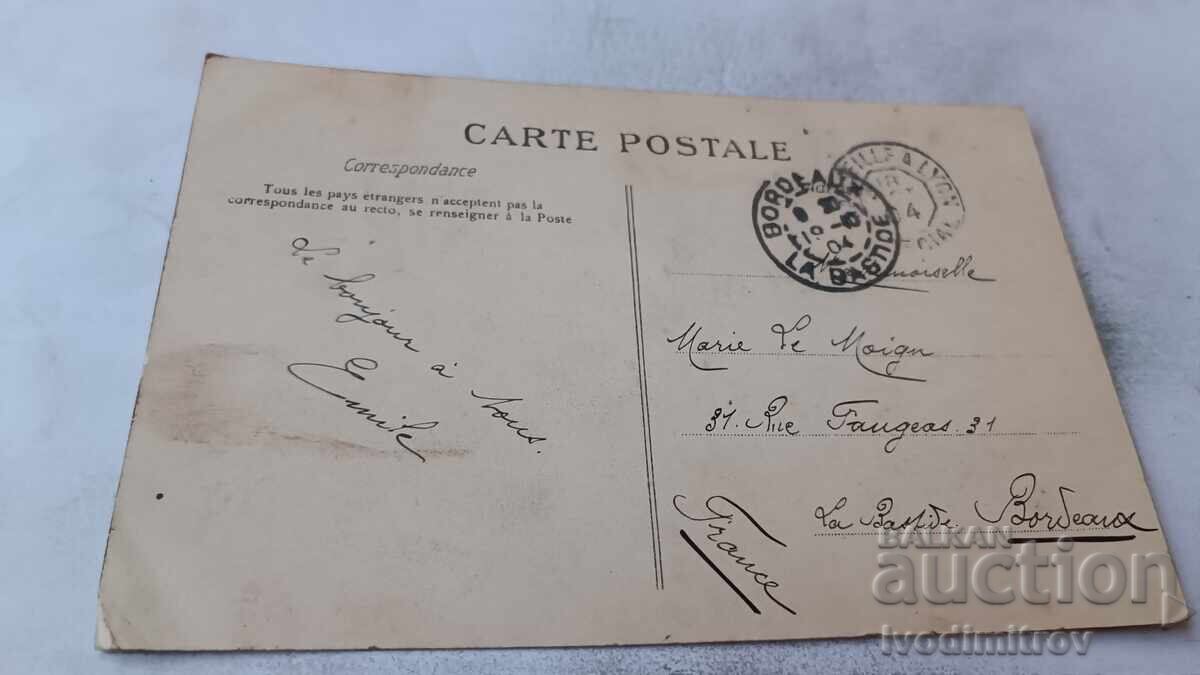 CARTE POSTALE
Correspondance
Tous les pays étrangers n'acceptent pas la
correspondance au recto, se renseigner à la Poste
Le bonjour à tous.
Emile
BORDEAUX
LA BASTIDE
04
LYON
Mademoiselle
Marie Le Moign
31. Rue Faugeas. 31
La Bastide. Bordeaux
France
BALKAN
auction
ivodimitrov